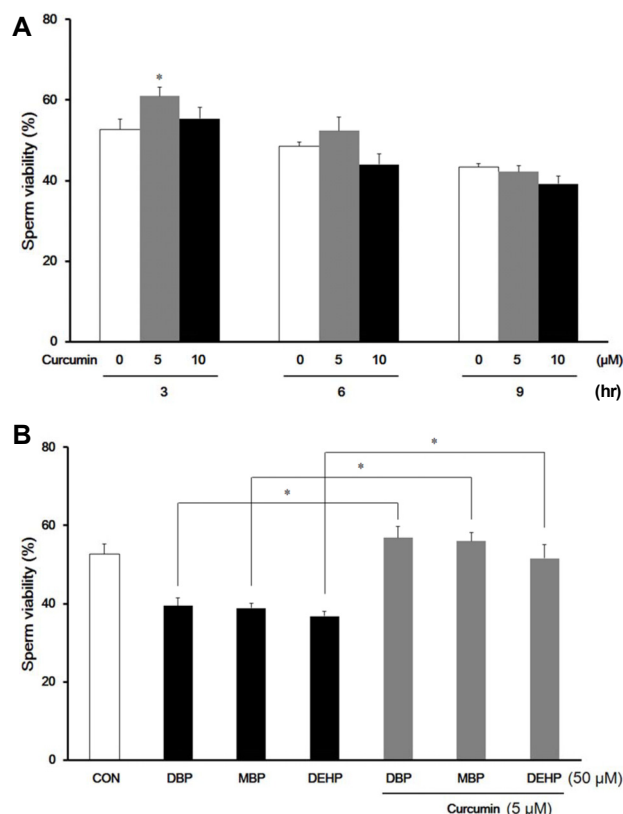 A
80
60
40
20
0
Sperm viability (%)
*
Curcumin 0 5 10 0 5 10 0 5 10 (μM)
3 6 9 (hr)
B
80
60
40
20
0
Sperm viability (%)
*
*
*
CON DBP MBP DEHP DBP MBP DEHP (50 μM)
Curcumin (5 μM)